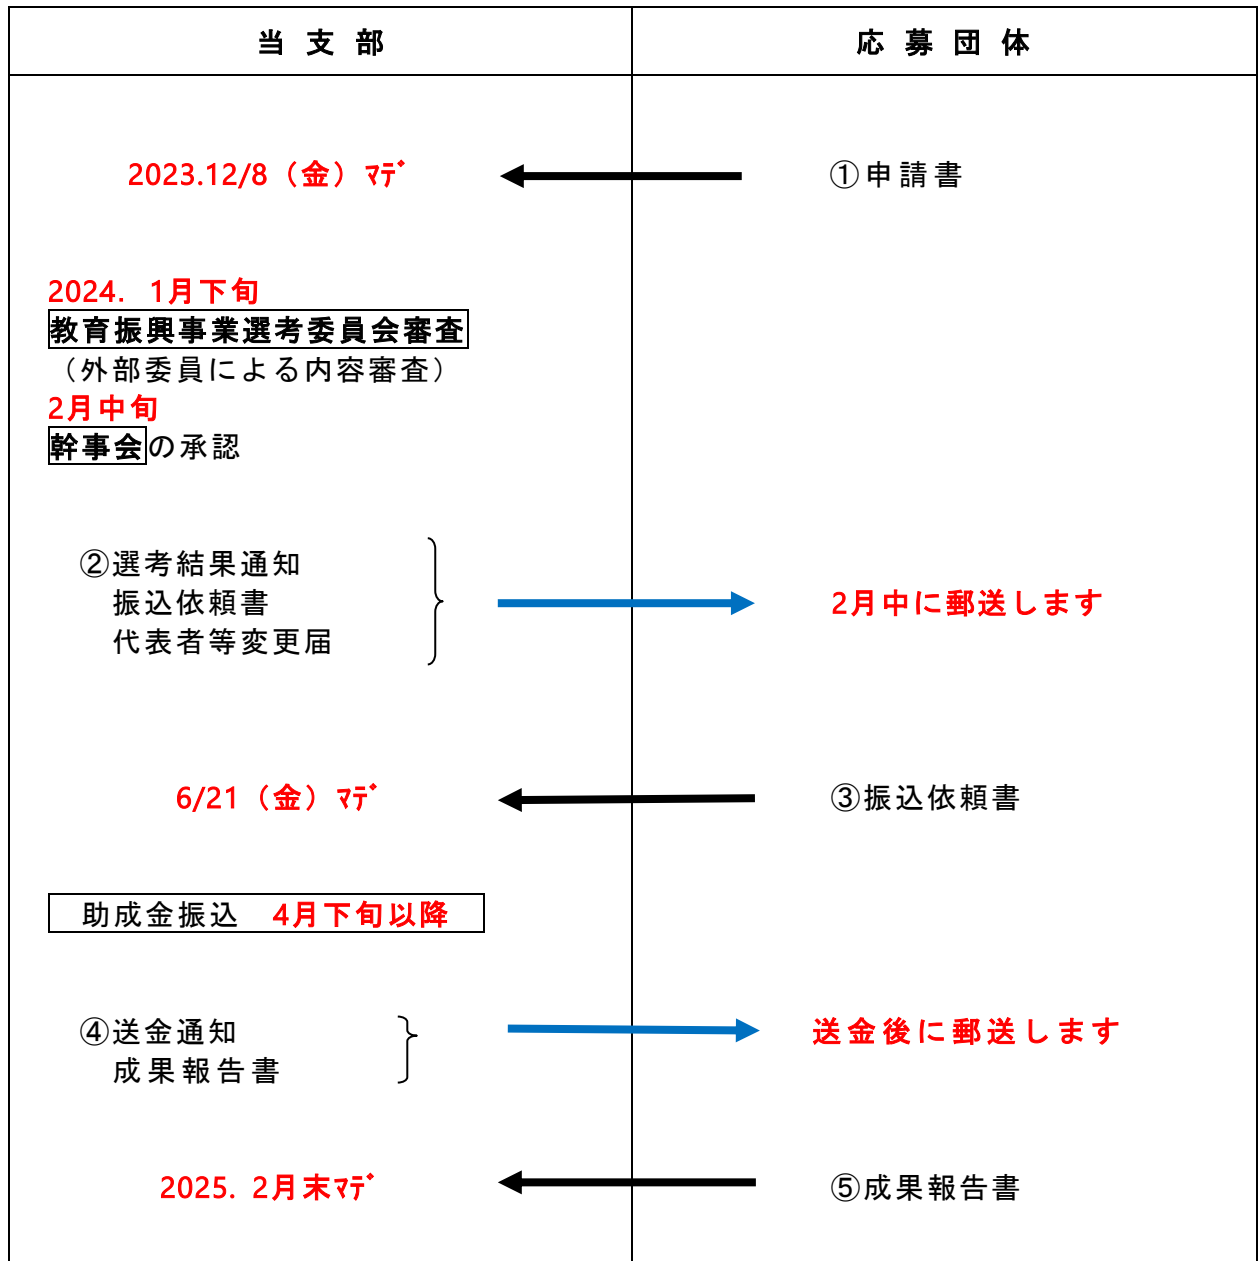 当支部
応募団体
2023.12/8（金）ﾏﾃﾞ
①申請書
2024. 1月下旬
教育振興事業選考委員会審査
（外部委員による内容審査）
2月中旬
幹事会の承認
②選考結果通知
振込依頼書
代表者等変更届
2月中に郵送します
6/21（金）ﾏﾃﾞ
③振込依頼書
助成金振込 4月下旬以降
④送金通知
成果報告書
送金後に郵送します
2025. 2月末ﾏﾃﾞ
⑤成果報告書